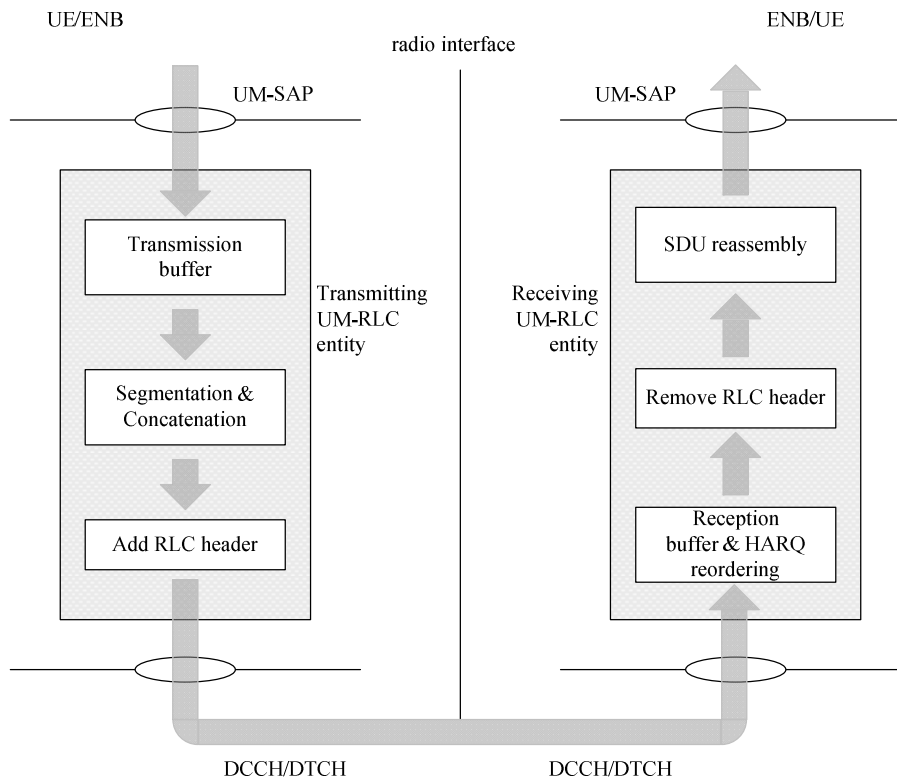 UE/ENB
ENB/UE
radio interface
UM-SAP
UM-SAP
Transmission
buffer
Transmitting
UM-RLC
entity
Segmentation &
Concatenation
Add RLC header
SDU reassembly
Receiving
UM-RLC
entity
Remove RLC header
Reception
buffer & HARQ
reordering
DCCH/DTCH
DCCH/DTCH